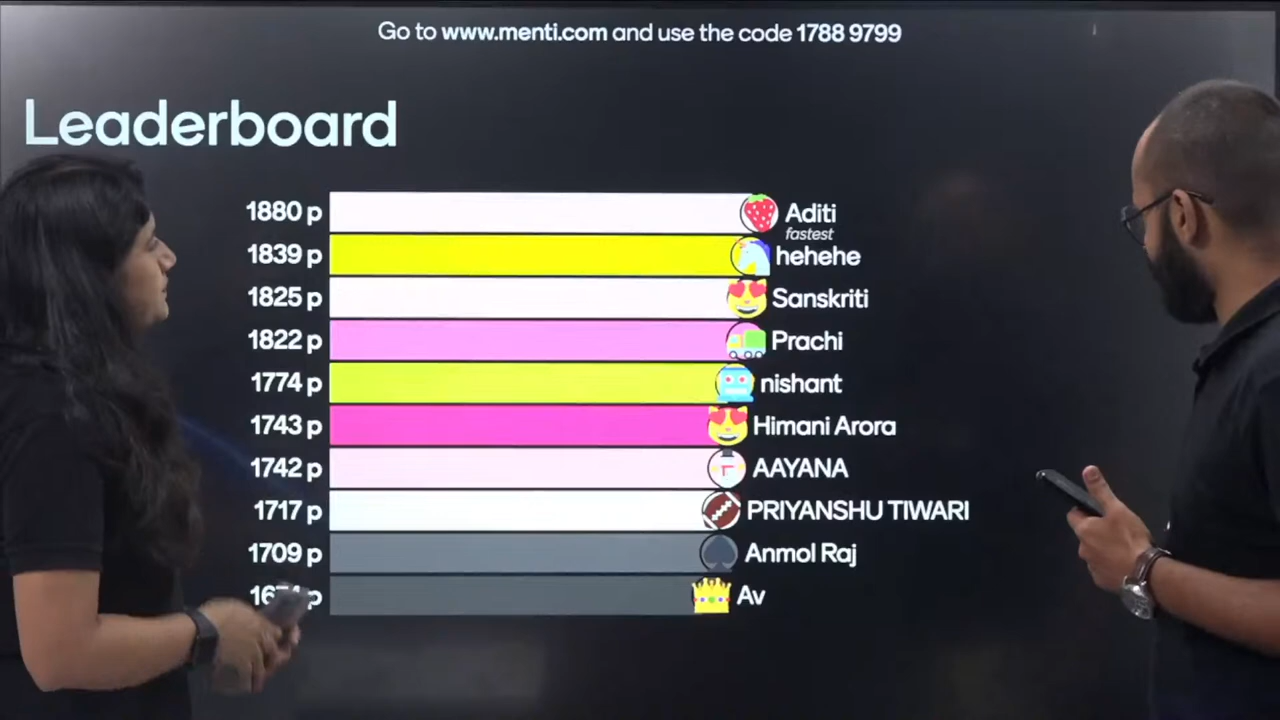 Go to www.menti.com and use the code 1788 9799
Leaderboard
1880 p Aditi
fastest
1839 p hehehe
1825 p Sanskriti
1822 p Prachi
1774 p nishant
1743 p Himani Arora
1742 p AAYANA
1717 p PRIYANSHU TIWARI
1709 p Anmol Raj
p Av